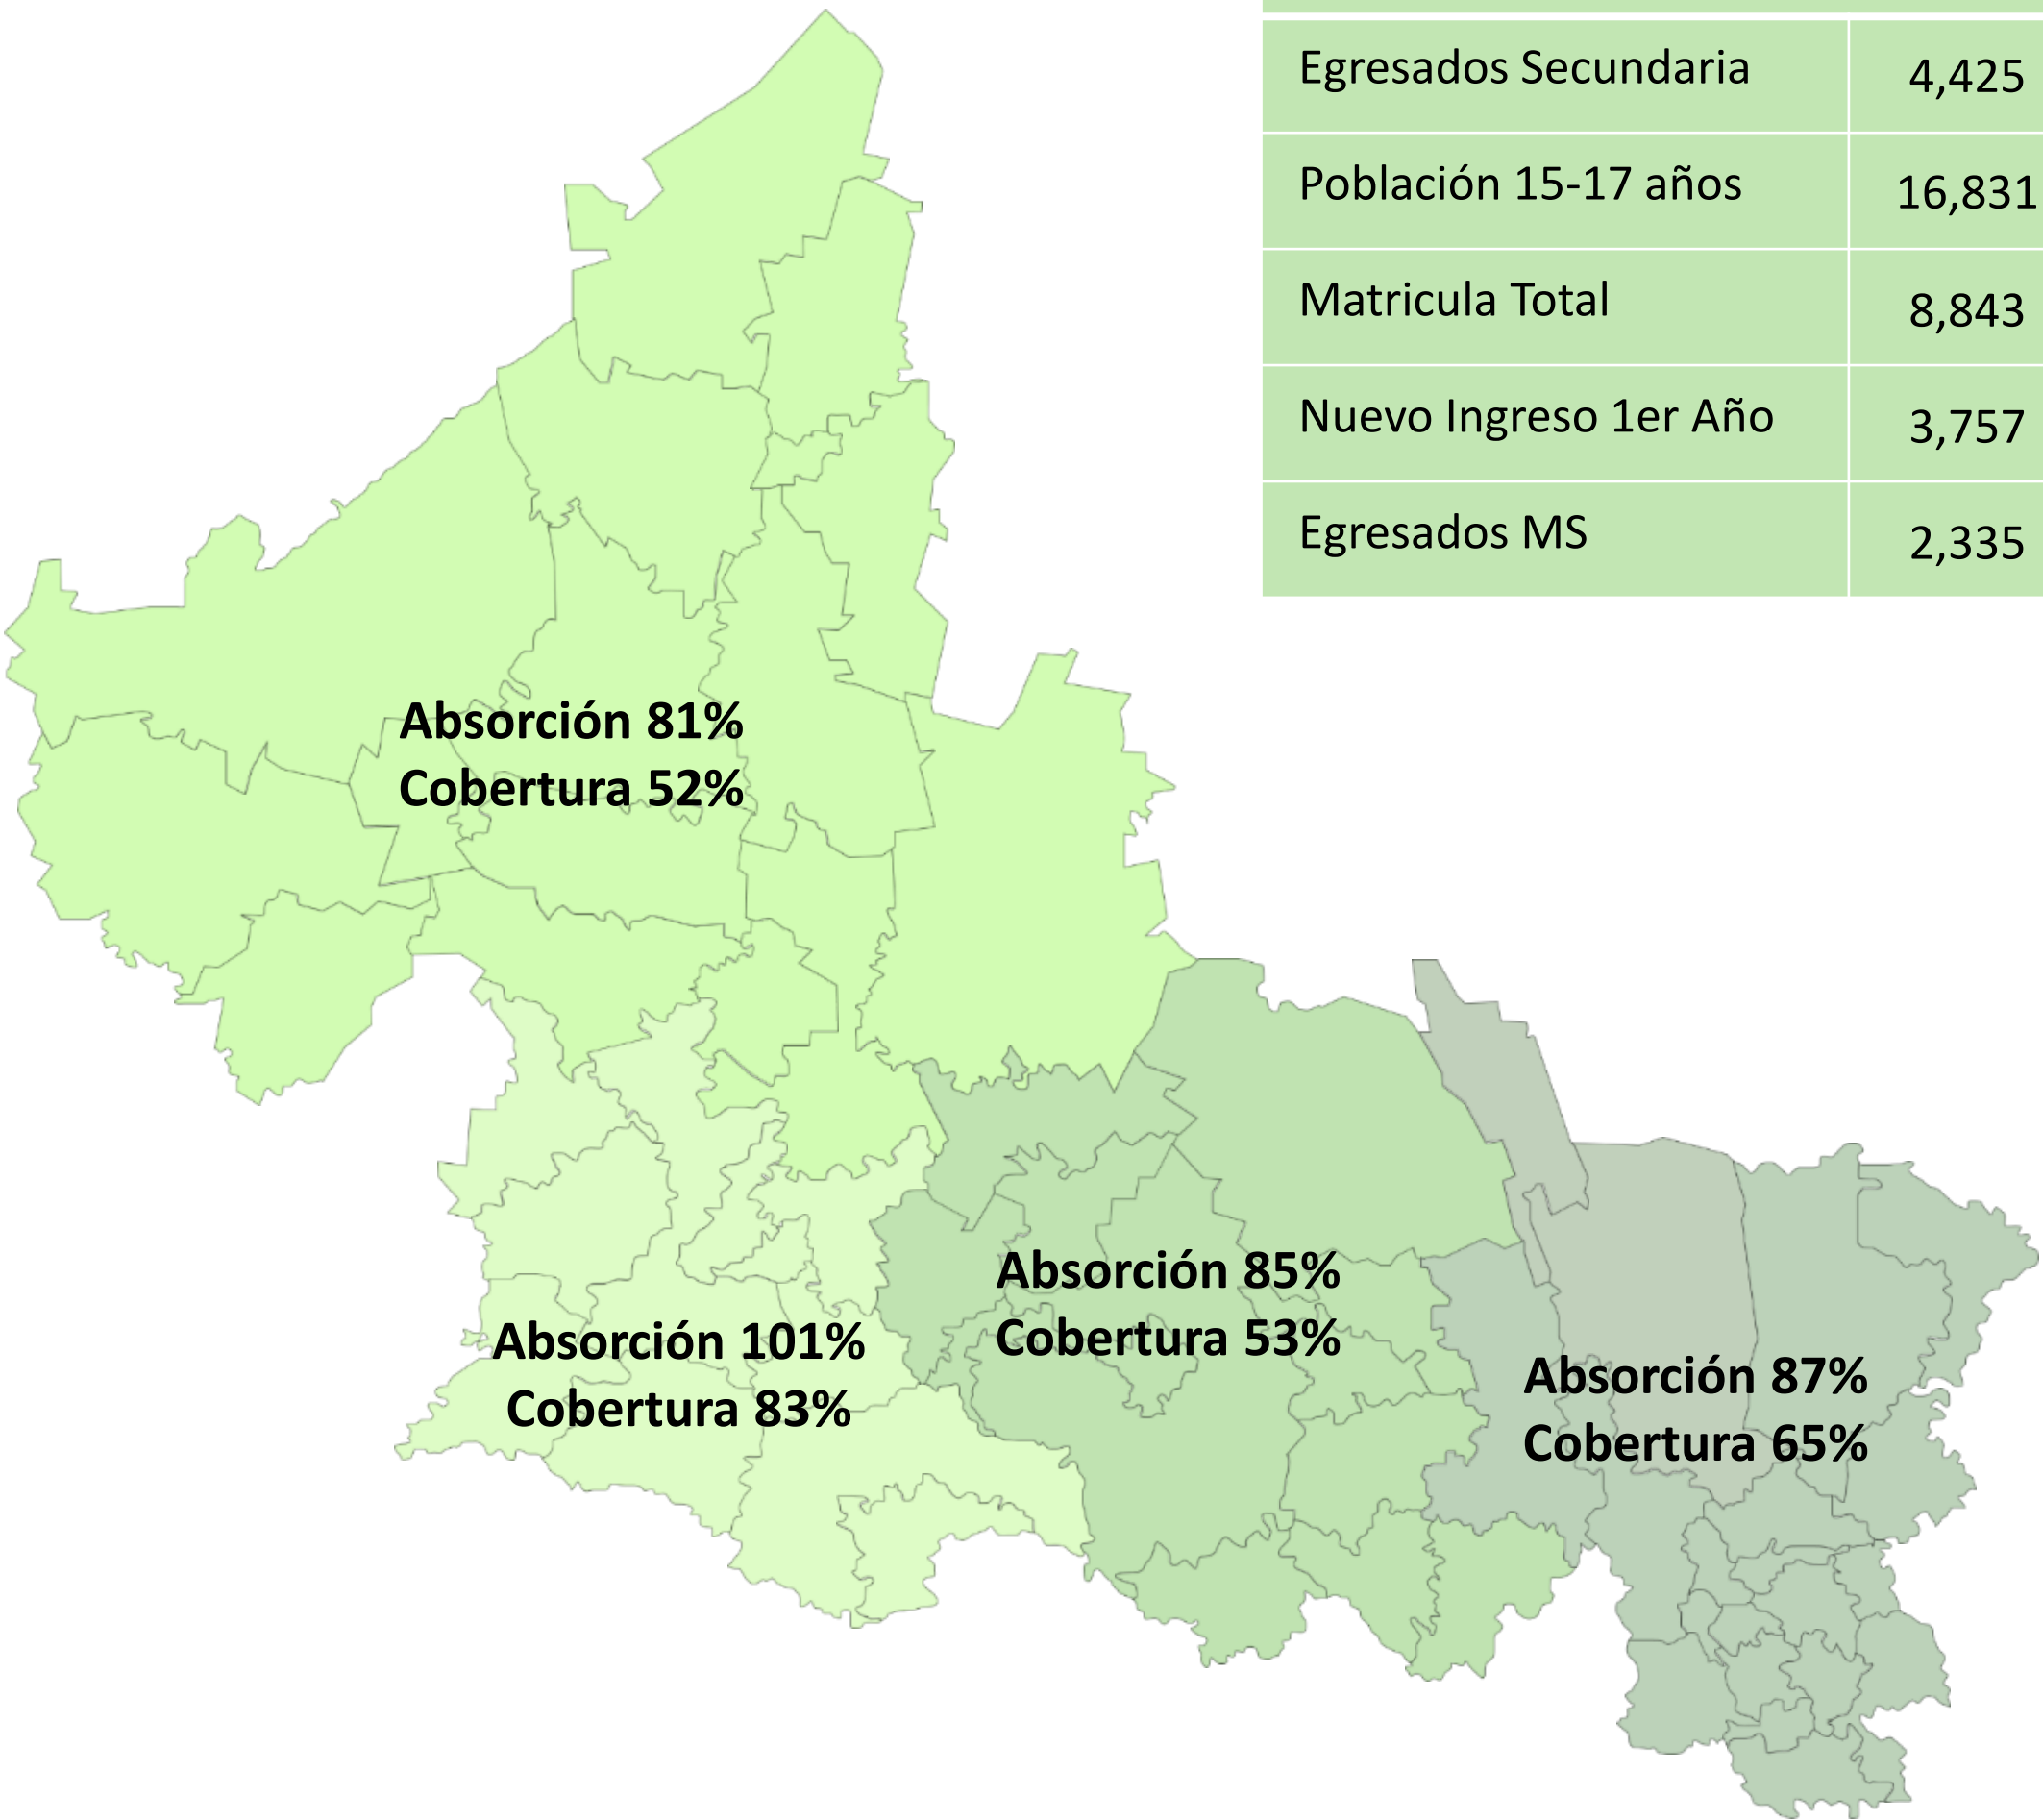 Egresados Secundaria 4,425
Población 15-17 años 16,831
Matricula Total 8,843
Nuevo Ingreso 1er Año 3,757
Egresados MS 2,335
Absorción 81%
Cobertura 52%
Absorción 85%
Cobertura 53%
Absorción 101%
Cobertura 83%
Absorción 87%
Cobertura 65%